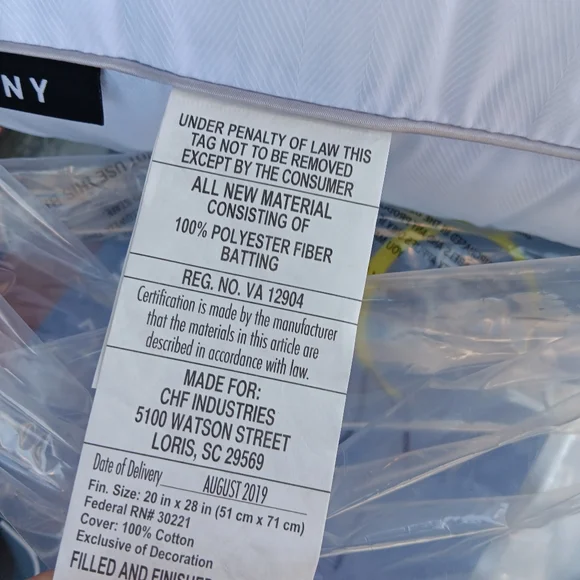 NY
UNDER PENALTY OF LAW THIS
TAG NOT TO BE REMOVED
EXCEPT BY THE CONSUMER
ALL NEW MATERIAL
CONSISTING OF
100% POLYESTER FIBER
BATTING
REG. NO. VA 12904
Certification is made by the manufacturer
that the materials in this article are
described in accordance with law.
MADE FOR:
CHF INDUSTRIES
5100 WATSON STREET
LORIS, SC 29569
Date of Delivery AUGUST 2019
Fin. Size: 20 in x 28 in (51 cm x 71 cm)
Federal RN# 30221
Cover: 100% Cotton
Exclusive of Decoration
FILLED AND FINISHED